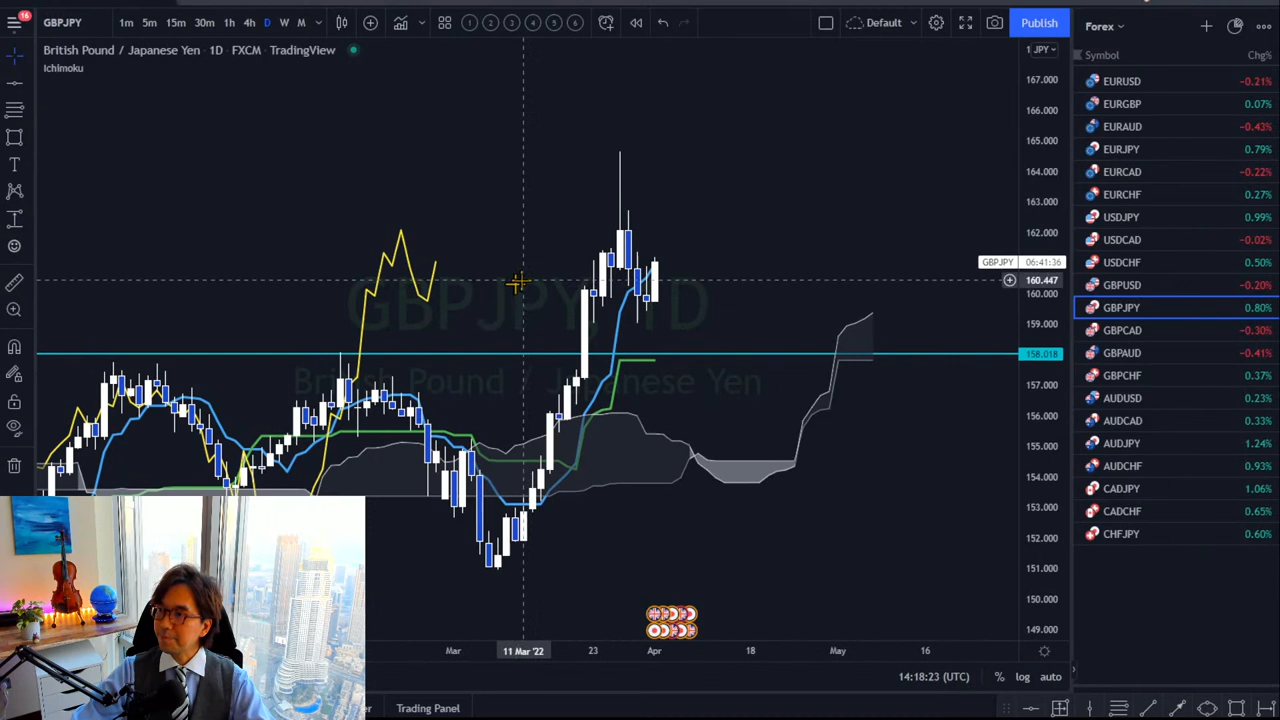 16
GBPJPY
1m 5m 15m 30m 1h 4h D W M
1 2 3 4 5 6
Default
Publish
Forex
British Pound / Japanese Yen · 1D · FXCM · TradingView
JPY
Symbol Chg%
Ichimoku
167.000
166.000
165.000
164.000
163.000
162.000
GBPJPY 06:41:36
160.447
160.000
159.000
158.018
157.000
156.000
155.000
154.000
153.000
152.000
151.000
150.000
149.000
GBPJPY, 1D
British Pound / Japanese Yen
EURUSD −0.21%
EURGBP 0.07%
EURAUD −0.43%
EURJPY 0.79%
EURCAD −0.22%
EURCHF 0.27%
USDJPY 0.99%
USDCAD −0.02%
USDCHF 0.50%
GBPUSD −0.20%
GBPJPY 0.80%
GBPCAD −0.30%
GBPAUD −0.41%
GBPCHF 0.37%
AUDUSD 0.23%
AUDCAD 0.33%
AUDJPY 1.24%
AUDCHF 0.93%
CADJPY 1.06%
CADCHF 0.65%
CHFJPY 0.60%
Mar 11 Mar '22 23 Apr 18 May 16
14:18:23 (UTC) % log auto
Trading Panel